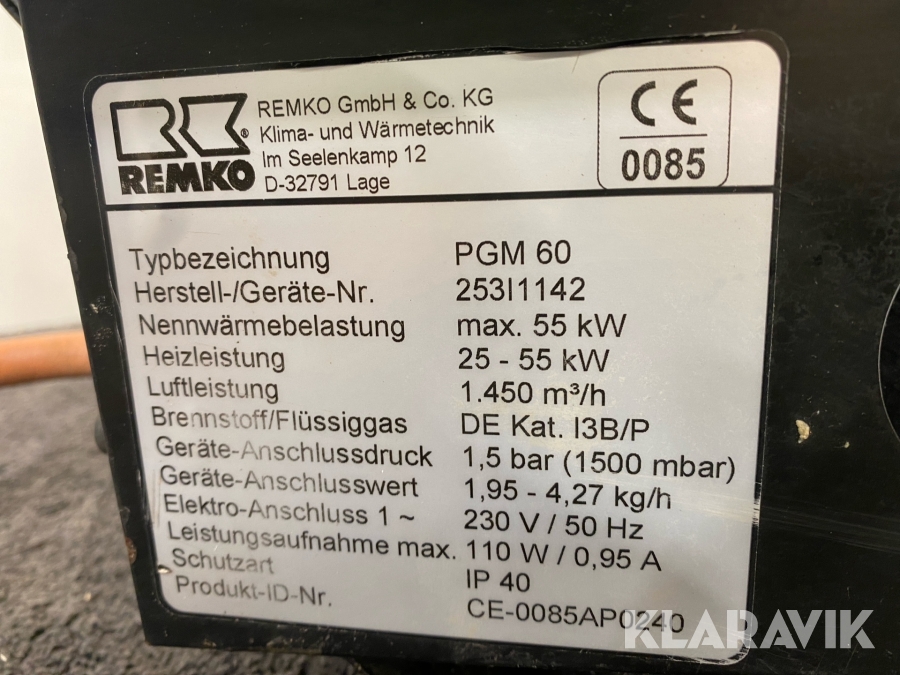 REMKO
REMKO GmbH & Co. KG
Klima- und Wärmetechnik
Im Seelenkamp 12
D-32791 Lage
CE
0085
Typbezeichnung PGM 60
Herstell-/Geräte-Nr. 253I1142
Nennwärmebelastung max. 55 kW
Heizleistung 25 - 55 kW
Luftleistung 1.450 m³/h
Brennstoff/Flüssiggas DE Kat. I3B/P
Geräte-Anschlussdruck 1,5 bar (1500 mbar)
Geräte-Anschlusswert 1,95 - 4,27 kg/h
Elektro-Anschluss 1 ~ 230 V / 50 Hz
Leistungsaufnahme max. 110 W / 0,95 A
Schutzart IP 40
Produkt-ID-Nr. CE-0085AP0240
KLARAVIK